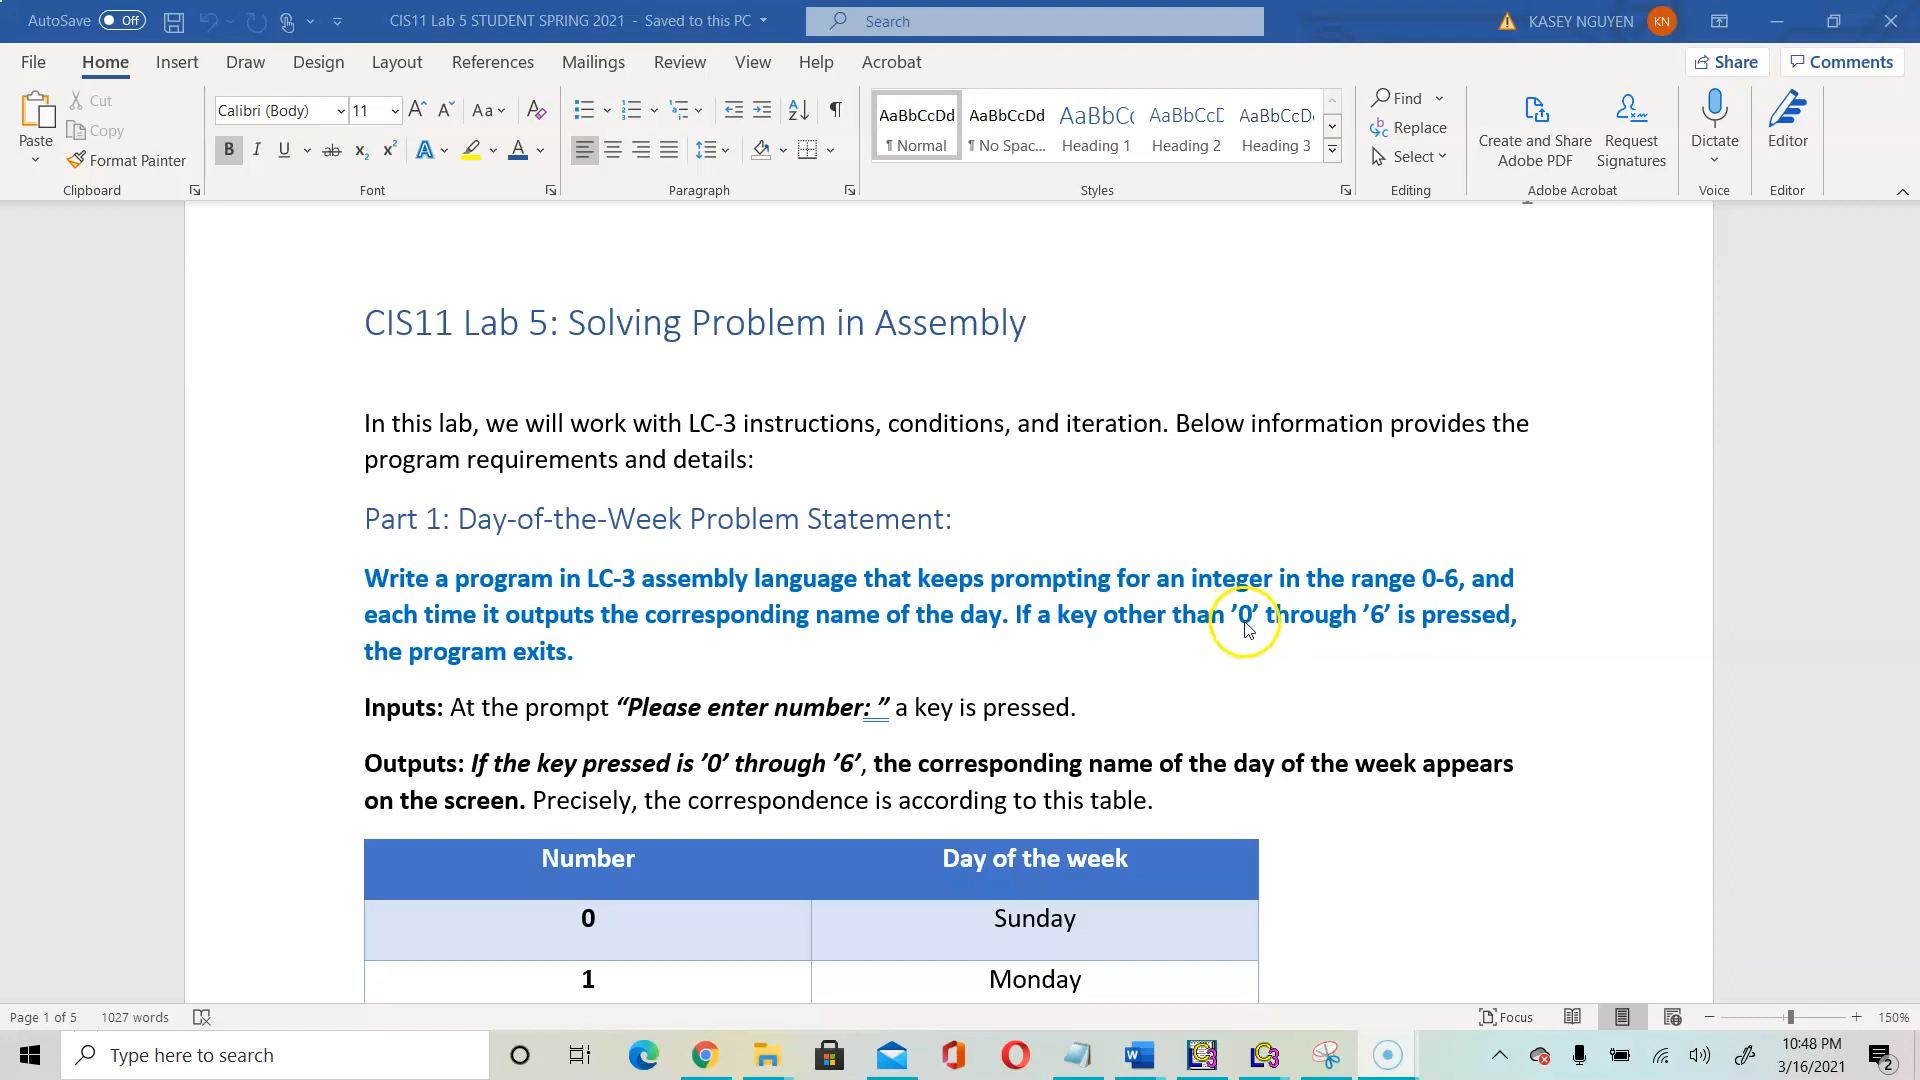 AutoSave Off CIS11 Lab 5 STUDENT SPRING 2021 - Saved to this PC Search KASEY NGUYEN KN
File Home Insert Draw Design Layout References Mailings Review View Help Acrobat Share Comments
Paste Cut Copy Format Painter
Calibri (Body) 11
AaBbCcDd AaBbCcDd AaBbCc AaBbCcD AaBbCcDd
¶ Normal ¶ No Spac... Heading 1 Heading 2 Heading 3
Find Replace Select
Create and Share Adobe PDF Request Signatures Dictate Editor
Clipboard Font Paragraph Styles Editing Adobe Acrobat Voice Editor
CIS11 Lab 5: Solving Problem in Assembly
In this lab, we will work with LC-3 instructions, conditions, and iteration. Below information provides the
program requirements and details:
Part 1: Day-of-the-Week Problem Statement:
Write a program in LC-3 assembly language that keeps prompting for an integer in the range 0-6, and
each time it outputs the corresponding name of the day. If a key other than ’0’ through ’6’ is pressed,
the program exits.
Inputs: At the prompt “Please enter number: ” a key is pressed.
Outputs: If the key pressed is ’0’ through ’6’, the corresponding name of the day of the week appears
on the screen. Precisely, the correspondence is according to this table.
Number Day of the week
0 Sunday
1 Monday
Page 1 of 5 1027 words Focus 150%
Type here to search 10:48 PM
3/16/2021 2